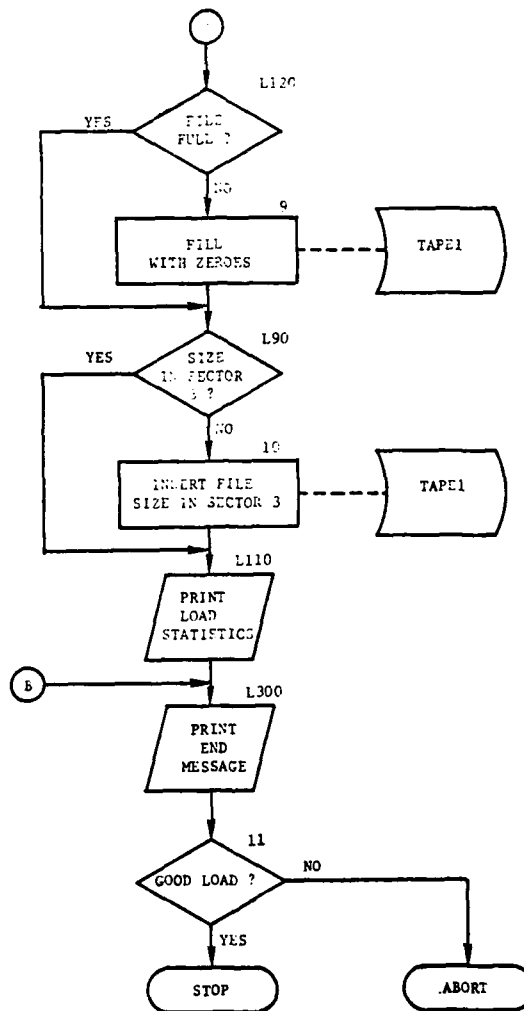 L120
YES
FILE
FULL ?
NO
9
FILL
WITH ZEROES
TAPE1
L90
YES
SIZE
IN SECTOR
3 ?
NO
10
INSERT FILE
SIZE IN SECTOR 3
TAPE1
L110
PRINT
LOAD
STATISTICS
B
L300
PRINT
END
MESSAGE
11
GOOD LOAD ?
NO
YES
STOP
ABORT